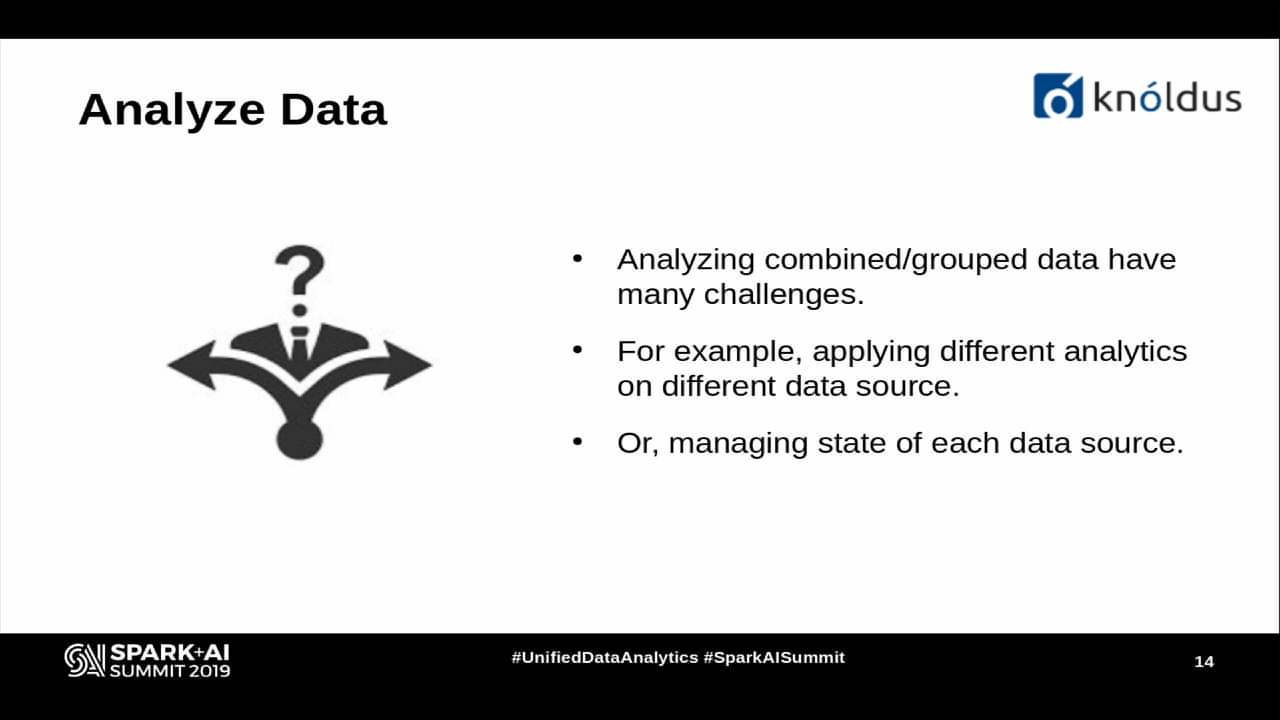 Analyze Data
knóldus
?
• Analyzing combined/grouped data have
many challenges.
• For example, applying different analytics
on different data source.
• Or, managing state of each data source.
SPARK+AI
SUMMIT 2019
#UnifiedDataAnalytics #SparkAISummit
14